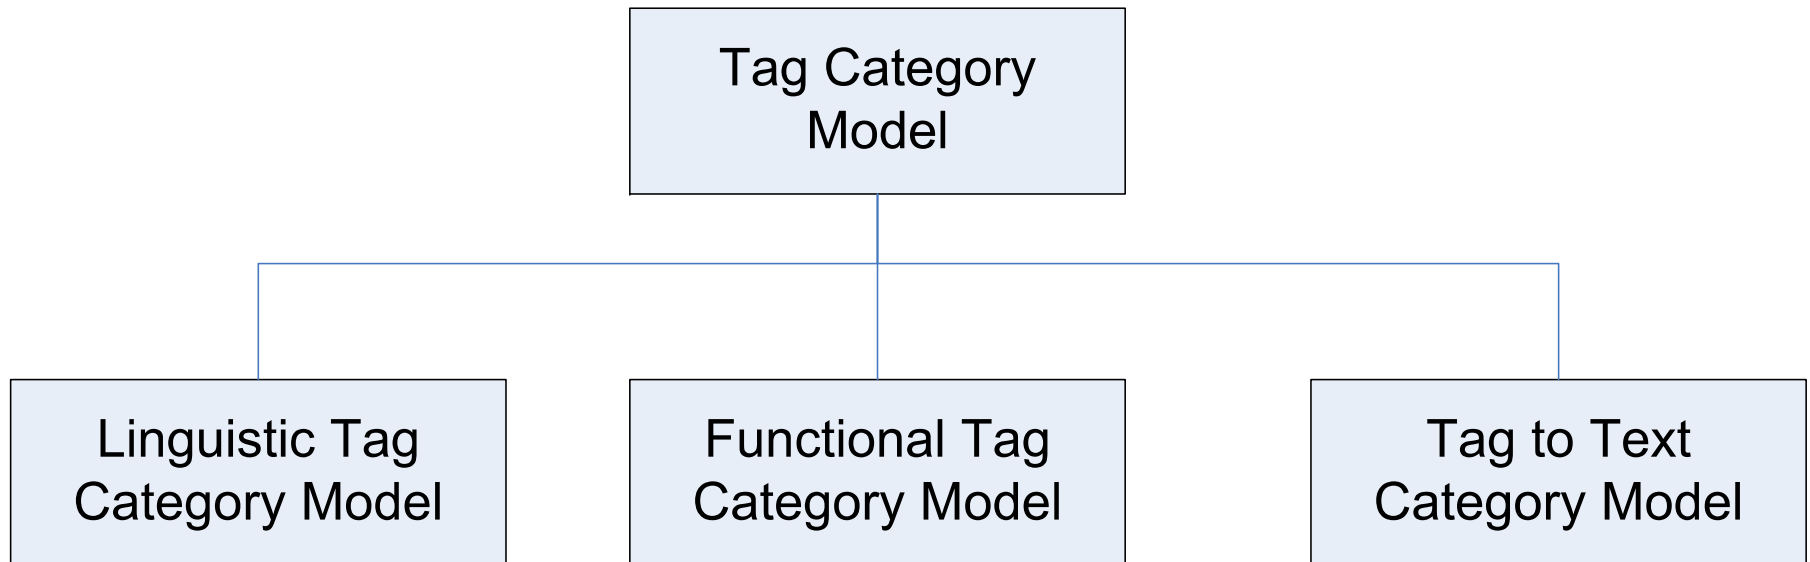 Tag Category
Model
Linguistic Tag
Category Model
Functional Tag
Category Model
Tag to Text
Category Model